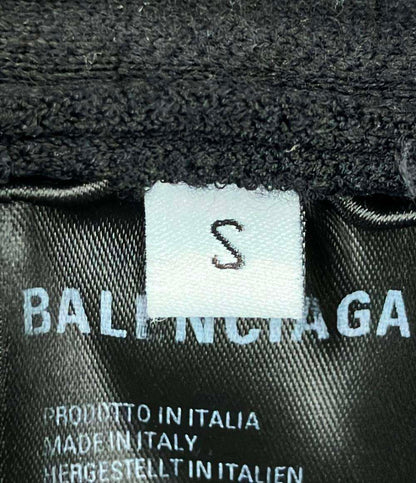 S
BALENCIAGA
PRODOTTO IN ITALIA
MADE IN ITALY
HERGESTELLT IN ITALIEN